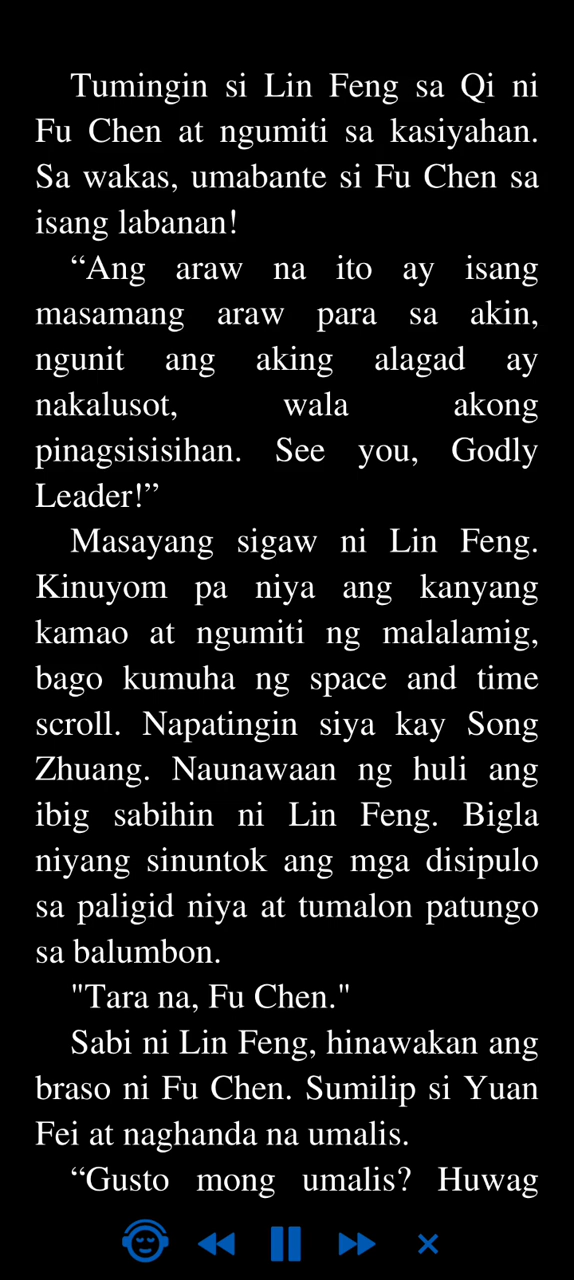 Tumingin si Lin Feng sa Qi ni
Fu Chen at ngumiti sa kasiyahan.
Sa wakas, umabante si Fu Chen sa
isang labanan!
“Ang araw na ito ay isang
masamang araw para sa akin,
ngunit ang aking alagad ay
nakalusot, wala akong
pinagsisisihan. See you, Godly
Leader!”
Masayang sigaw ni Lin Feng.
Kinuyom pa niya ang kanyang
kamao at ngumiti ng malalamig,
bago kumuha ng space and time
scroll. Napatingin siya kay Song
Zhuang. Naunawaan ng huli ang
ibig sabihin ni Lin Feng. Bigla
niyang sinuntok ang mga disipulo
sa paligid niya at tumalon patungo
sa balumbon.
"Tara na, Fu Chen."
Sabi ni Lin Feng, hinawakan ang
braso ni Fu Chen. Sumilip si Yuan
Fei at naghanda na umalis.
“Gusto mong umalis? Huwag